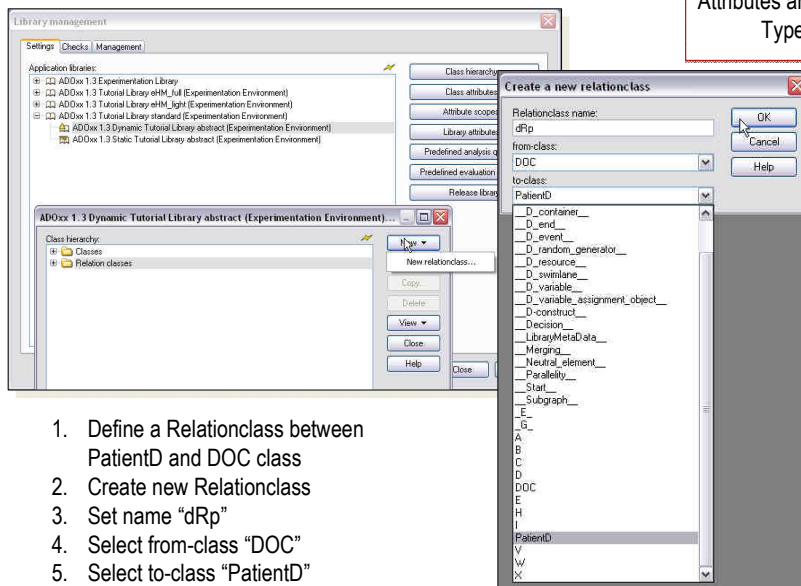 Attributes a
Type
Library management
Settings Checks Management
Application libraries:
ADOxx 1.3 Experimentation Library
ADOxx 1.3 Tutorial Library eHM_full (Experimentation Environment)
ADOxx 1.3 Tutorial Library eHM_light (Experimentation Environment)
ADOxx 1.3 Tutorial Library standard (Experimentation Environment)
ADOxx 1.3 Dynamic Tutorial Library abstract (Experimentation Environment)
ADOxx 1.3 Static Tutorial Library abstract (Experimentation Environment)
Class hierarchy
Class attributes
Attribute scopes
Library attribute
Predefined analysis q
Predefined evaluation
Release library
Close
ADOxx 1.3 Dynamic Tutorial Library abstract (Experimentation Environment)...
Class hierarchy:
Classes
Relation classes
New
New relationclass...
Copy...
Delete
View
Close
Help
Create a new relationclass
Relationclass name:
dRp
from-class:
DOC
to-class:
PatientD
OK
Cancel
Help
__D_container__
__D_end__
__D_event__
__D_random_generator__
__D_resource__
__D_swimlane__
__D_variable__
__D_variable_assignment_object__
__D-construct__
__Decision__
__LibraryMetaData__
__Merging__
__Neutral_element__
__Parallelity__
__Start__
__Subgraph__
_E_
_G_
A
B
C
D
DOC
E
H
I
PatientD
V
W
X
1. Define a Relationclass between
PatientD and DOC class
2. Create new Relationclass
3. Set name “dRp”
4. Select from-class “DOC”
5. Select to-class “PatientD”